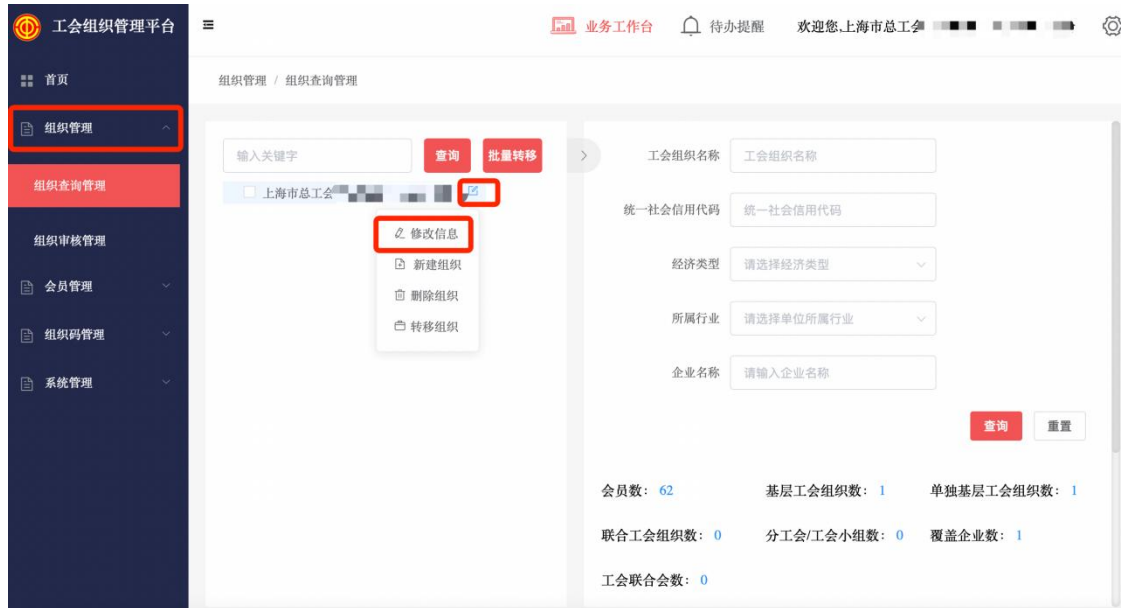 工会组织管理平台
业务工作台
待办提醒
欢迎您,上海市总工会
首页
组织管理
组织查询管理
组织审核管理
会员管理
组织码管理
系统管理
组织管理 / 组织查询管理
输入关键字
查询
批量转移
上海市总工会
修改信息
新建组织
删除组织
转移组织
工会组织名称 工会组织名称
统一社会信用代码 统一社会信用代码
经济类型 请选择经济类型
所属行业 请选择单位所属行业
企业名称 请输入企业名称
查询 重置
会员数: 62 基层工会组织数: 1 单独基层工会组织数: 1
联合工会组织数: 0 分工会/工会小组数: 0 覆盖企业数: 1
工会联合会数: 0